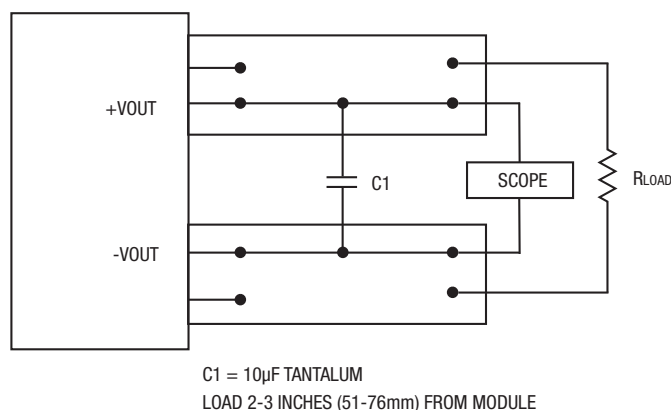 +VOUT
C1
SCOPE
RLOAD
-VOUT
C1 = 10µF TANTALUM
LOAD 2-3 INCHES (51-76mm) FROM MODULE